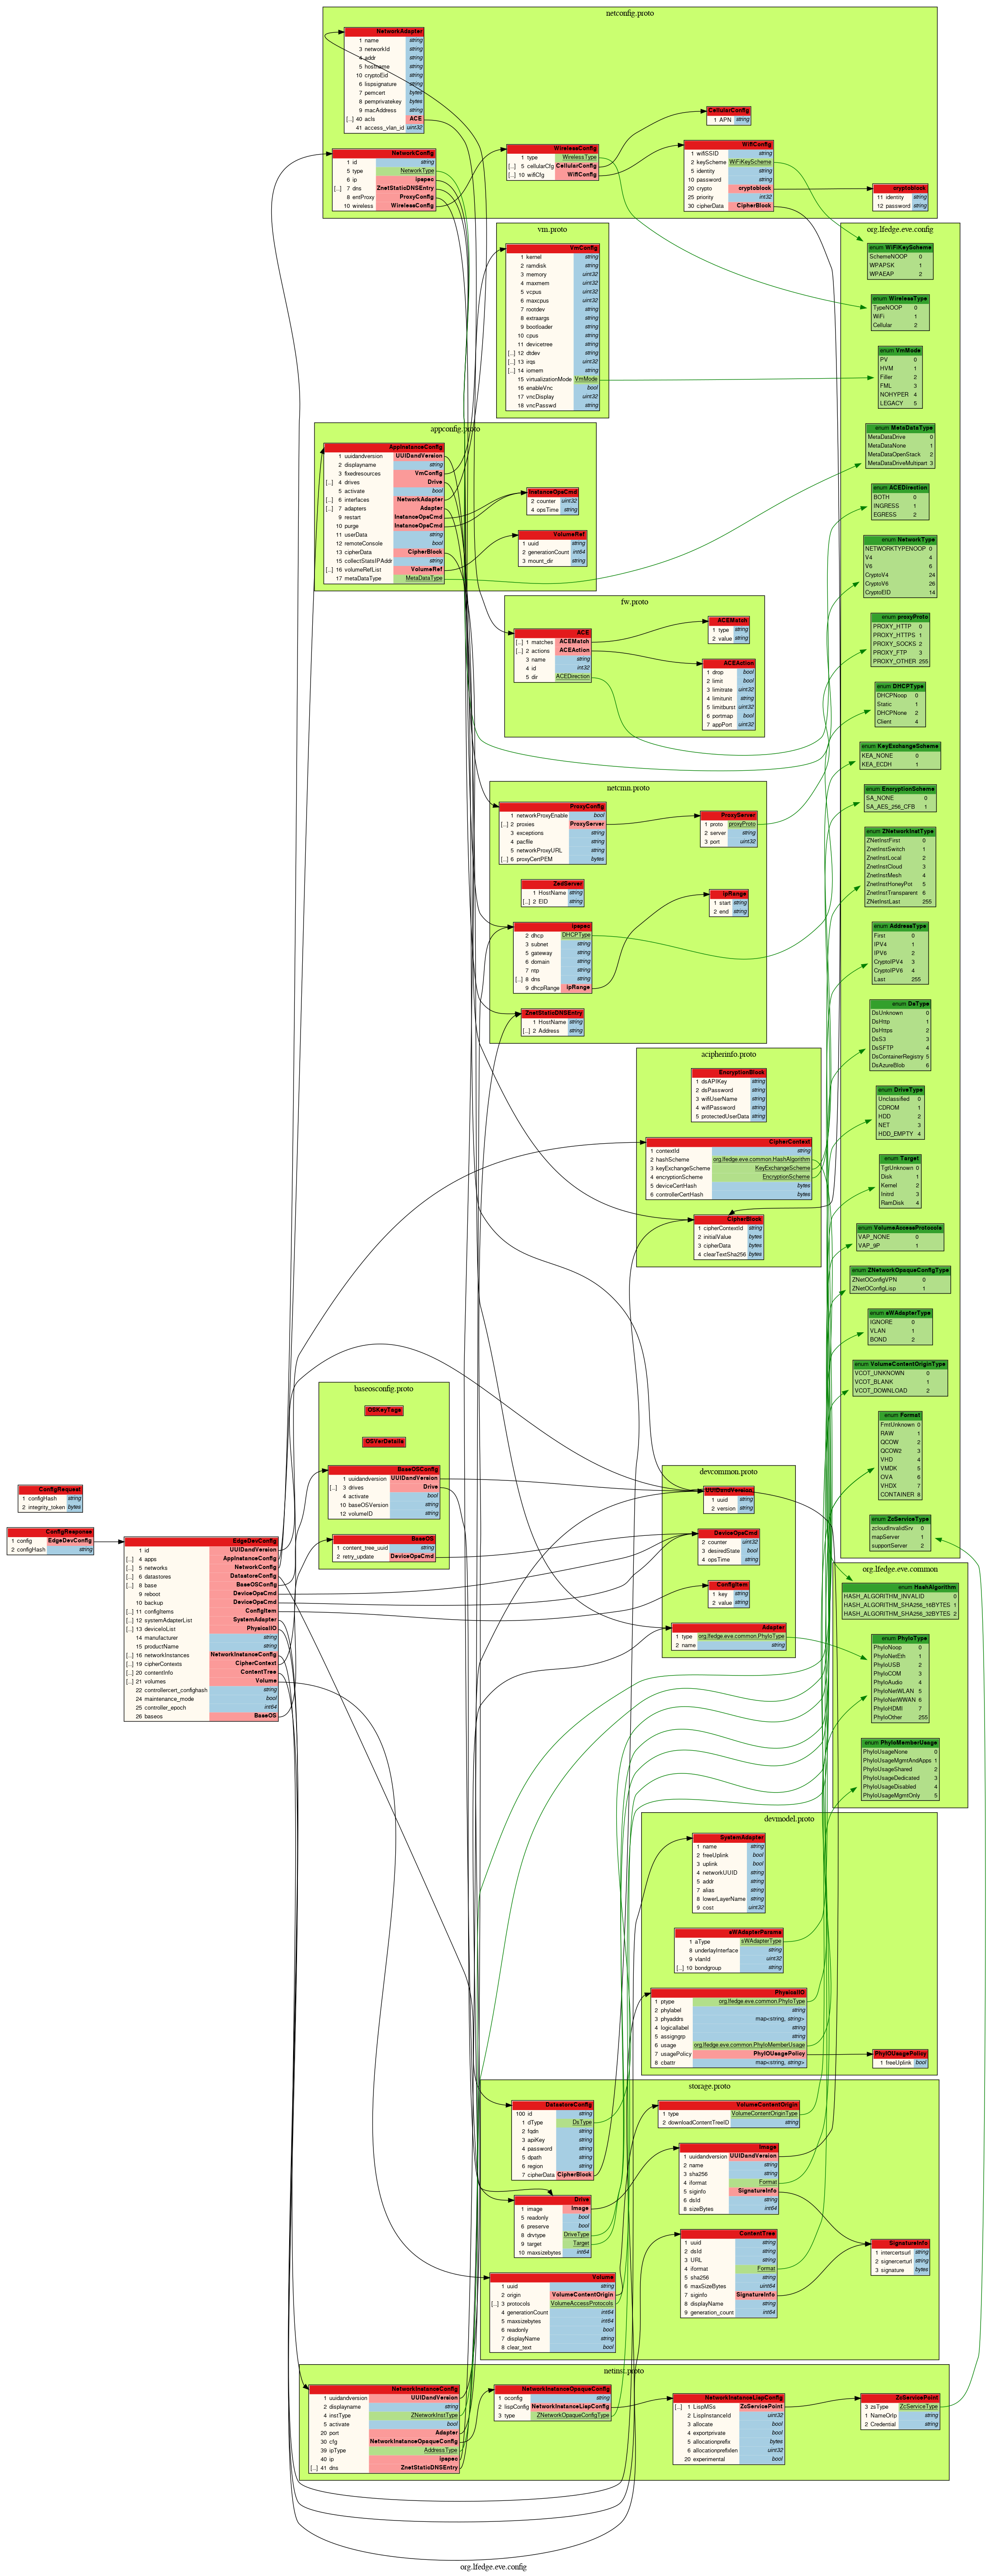 netconfig.proto
NetworkAdapter
1 name string
3 networkId string
4 addr string
5 hostname string
10 cryptoEid string
6 lispsignature string
7 pemcert bytes
8 pemprivatekey bytes
9 macAddress string
[...] 40 acls ACE
41 access_vlan_id uint32
NetworkConfig
1 id string
5 type NetworkType
6 ip ipspec
[...] 7 dns ZnetStaticDNSEntry
8 entProxy ProxyConfig
10 wireless WirelessConfig
WirelessConfig
1 type WirelessType
[...] 5 cellularCfg CellularConfig
[...] 10 wifiCfg WifiConfig
CellularConfig
1 APN string
WifiConfig
1 wifiSSID string
2 keyScheme WiFiKeyScheme
5 identity string
10 password string
20 crypto cryptoblock
25 priority int32
30 cipherData CipherBlock
cryptoblock
11 identity string
12 password string
vm.proto
VmConfig
1 kernel string
2 ramdisk string
3 memory uint32
4 maxmem uint32
5 vcpus uint32
6 maxcpus uint32
7 rootdev string
8 extraargs string
9 bootloader string
10 cpus string
11 devicetree string
[...] 12 dtdev string
[...] 13 irqs uint32
[...] 14 iomem string
15 virtualizationMode VmMode
16 enableVnc bool
17 vncDisplay uint32
18 vncPasswd string
appconfig.proto
AppInstanceConfig
1 uuidandversion UUIDandVersion
2 displayname string
3 fixedresources VmConfig
[...] 4 drives Drive
5 activate bool
[...] 6 interfaces NetworkAdapter
[...] 7 adapters Adapter
9 restart InstanceOpsCmd
10 purge InstanceOpsCmd
11 userData string
12 remoteConsole bool
13 cipherData CipherBlock
15 collectStatsIPAddr string
[...] 16 volumeRefList VolumeRef
17 metaDataType MetaDataType
InstanceOpsCmd
2 counter uint32
4 opsTime string
VolumeRef
1 uuid string
2 generationCount int64
3 mount_dir string
fw.proto
ACE
[...] 1 matches ACEMatch
[...] 2 actions ACEAction
3 name string
4 id int32
5 dir ACEDirection
ACEMatch
1 type string
2 value string
ACEAction
1 drop bool
2 limit bool
3 limitrate uint32
4 limitunit string
5 limitburst uint32
6 portmap bool
7 appPort uint32
netcmn.proto
ProxyConfig
1 networkProxyEnable bool
[...] 2 proxies ProxyServer
3 exceptions string
4 pacfile string
5 networkProxyURL string
[...] 6 proxyCertPEM bytes
ProxyServer
1 proto proxyProto
2 server string
3 port uint32
ZedServer
1 HostName string
[...] 2 EID string
ipRange
1 start string
2 end string
ipspec
2 dhcp DHCPType
3 subnet string
5 gateway string
6 domain string
7 ntp string
[...] 8 dns string
9 dhcpRange ipRange
ZnetStaticDNSEntry
1 HostName string
[...] 2 Address string
acipherinfo.proto
EncryptionBlock
1 dsAPIKey string
2 dsPassword string
3 wifiUserName string
4 wifiPassword string
5 protectedUserData string
CipherContext
1 contextId string
2 hashScheme org.lfedge.eve.common.HashAlgorithm
3 keyExchangeScheme KeyExchangeScheme
4 encryptionScheme EncryptionScheme
5 deviceCertHash bytes
6 controllerCertHash bytes
CipherBlock
1 cipherContextId string
2 initialValue bytes
3 cipherData bytes
4 clearTextSha256 bytes
baseosconfig.proto
OSKeyTags
OSVerDetails
BaseOSConfig
1 uuidandversion UUIDandVersion
[...] 3 drives Drive
4 activate bool
10 baseOSVersion string
12 volumeID string
BaseOS
1 content_tree_uuid string
2 retry_update DeviceOpsCmd
ConfigRequest
1 configHash string
2 integrity_token bytes
ConfigResponse
1 config EdgeDevConfig
2 configHash string
EdgeDevConfig
1 id UUIDandVersion
[...] 4 apps AppInstanceConfig
[...] 5 networks NetworkConfig
[...] 6 datastores DatastoreConfig
[...] 8 base BaseOSConfig
9 reboot DeviceOpsCmd
10 backup DeviceOpsCmd
[...] 11 configItems ConfigItem
[...] 12 systemAdapterList SystemAdapter
[...] 13 deviceIoList PhysicalIO
14 manufacturer string
15 productName string
[...] 16 networkInstances NetworkInstanceConfig
[...] 19 cipherContexts CipherContext
[...] 20 contentInfo ContentTree
[...] 21 volumes Volume
22 controllercert_confighash string
24 maintenance_mode bool
25 controller_epoch int64
26 baseos BaseOS
devcommon.proto
UUIDandVersion
1 uuid string
2 version string
DeviceOpsCmd
2 counter uint32
3 desiredState bool
4 opsTime string
ConfigItem
1 key string
2 value string
Adapter
1 type org.lfedge.eve.common.PhyIoType
2 name string
devmodel.proto
SystemAdapter
1 name string
2 freeUplink bool
3 uplink bool
4 networkUUID string
5 addr string
7 alias string
8 lowerLayerName string
9 cost uint32
sWAdapterParams
1 aType sWAdapterType
8 underlayInterface string
9 vlanId uint32
[...] 10 bondgroup string
PhysicalIO
1 ptype org.lfedge.eve.common.PhyIoType
2 phylabel string
3 phyaddrs map<string, string>
4 logicallabel string
5 assigngrp string
6 usage org.lfedge.eve.common.PhyIoMemberUsage
7 usagePolicy PhyIOUsagePolicy
8 cbattr map<string, string>
PhyIOUsagePolicy
1 freeUplink bool
storage.proto
DatastoreConfig
100 id string
1 dType DsType
2 fqdn string
3 apiKey string
4 password string
5 dpath string
6 region string
7 cipherData CipherBlock
VolumeContentOrigin
1 type VolumeContentOriginType
2 downloadContentTreeID string
Image
1 uuidandversion UUIDandVersion
2 name string
3 sha256 string
4 iformat Format
5 siginfo SignatureInfo
6 dsId string
8 sizeBytes int64
Drive
1 image Image
5 readonly bool
6 preserve bool
8 drvtype DriveType
9 target Target
10 maxsizebytes int64
ContentTree
1 uuid string
2 dsId string
3 URL string
4 iformat Format
5 sha256 string
6 maxSizeBytes uint64
7 siginfo SignatureInfo
8 displayName string
9 generation_count int64
SignatureInfo
1 intercertsurl string
2 signercerturl string
3 signature bytes
Volume
1 uuid string
2 origin VolumeContentOrigin
[...] 3 protocols VolumeAccessProtocols
4 generationCount int64
5 maxsizebytes int64
6 readonly bool
7 displayName string
8 clear_text bool
netinst.proto
NetworkInstanceConfig
1 uuidandversion UUIDandVersion
2 displayname string
4 instType ZNetworkInstType
5 activate bool
20 port Adapter
30 cfg NetworkInstanceOpaqueConfig
39 ipType AddressType
40 ip ipspec
[...] 41 dns ZnetStaticDNSEntry
NetworkInstanceOpaqueConfig
1 oconfig string
2 lispConfig NetworkInstanceLispConfig
3 type ZNetworkOpaqueConfigType
NetworkInstanceLispConfig
[...] 1 LispMSs ZcServicePoint
2 LispInstanceId uint32
3 allocate bool
4 exportprivate bool
5 allocationprefix bytes
6 allocationprefixlen uint32
20 experimental bool
ZcServicePoint
3 zsType ZcServiceType
1 NameOrIp string
2 Credential string
org.lfedge.eve.config
enum WiFiKeyScheme
SchemeNOOP 0
WPAPSK 1
WPAEAP 2
enum WirelessType
TypeNOOP 0
WiFi 1
Cellular 2
enum VmMode
PV 0
HVM 1
Filler 2
FML 3
NOHYPER 4
LEGACY 5
enum MetaDataType
MetaDataDrive 0
MetaDataNone 1
MetaDataOpenStack 2
MetaDataDriveMultipart 3
enum ACEDirection
BOTH 0
INGRESS 1
EGRESS 2
enum NetworkType
NETWORKTYPENOOP 0
V4 4
V6 6
CryptoV4 24
CryptoV6 26
CryptoEID 14
enum proxyProto
PROXY_HTTP 0
PROXY_HTTPS 1
PROXY_SOCKS 2
PROXY_FTP 3
PROXY_OTHER 255
enum DHCPType
DHCPNoop 0
Static 1
DHCPNone 2
Client 4
enum KeyExchangeScheme
KEA_NONE 0
KEA_ECDH 1
enum EncryptionScheme
SA_NONE 0
SA_AES_256_CFB 1
enum ZNetworkInstType
ZNetInstFirst 0
ZnetInstSwitch 1
ZnetInstLocal 2
ZnetInstCloud 3
ZnetInstMesh 4
ZnetInstHoneyPot 5
ZnetInstTransparent 6
ZNetInstLast 255
enum AddressType
First 0
IPV4 1
IPV6 2
CryptoIPV4 3
CryptoIPV6 4
Last 255
enum DsType
DsUnknown 0
DsHttp 1
DsHttps 2
DsS3 3
DsSFTP 4
DsContainerRegistry 5
DsAzureBlob 6
enum DriveType
Unclassified 0
CDROM 1
HDD 2
NET 3
HDD_EMPTY 4
enum Target
TgtUnknown 0
Disk 1
Kernel 2
Initrd 3
RamDisk 4
enum VolumeAccessProtocols
VAP_NONE 0
VAP_9P 1
enum ZNetworkOpaqueConfigType
ZNetOConfigVPN 0
ZNetOConfigLisp 1
enum sWAdapterType
IGNORE 0
VLAN 1
BOND 2
enum VolumeContentOriginType
VCOT_UNKNOWN 0
VCOT_BLANK 1
VCOT_DOWNLOAD 2
enum Format
FmtUnknown 0
RAW 1
QCOW 2
QCOW2 3
VHD 4
VMDK 5
OVA 6
VHDX 7
CONTAINER 8
enum ZcServiceType
zcloudInvalidSrv 0
mapServer 1
supportServer 2
org.lfedge.eve.common
enum HashAlgorithm
HASH_ALGORITHM_INVALID 0
HASH_ALGORITHM_SHA256_16BYTES 1
HASH_ALGORITHM_SHA256_32BYTES 2
enum PhyIoType
PhyIoNoop 0
PhyIoNetEth 1
PhyIoUSB 2
PhyIoCOM 3
PhyIoAudio 4
PhyIoNetWLAN 5
PhyIoNetWWAN 6
PhyIoHDMI 7
PhyIoOther 255
enum PhyIoMemberUsage
PhyIoUsageNone 0
PhyIoUsageMgmtAndApps 1
PhyIoUsageShared 2
PhyIoUsageDedicated 3
PhyIoUsageDisabled 4
PhyIoUsageMgmtOnly 5
org.lfedge.eve.config